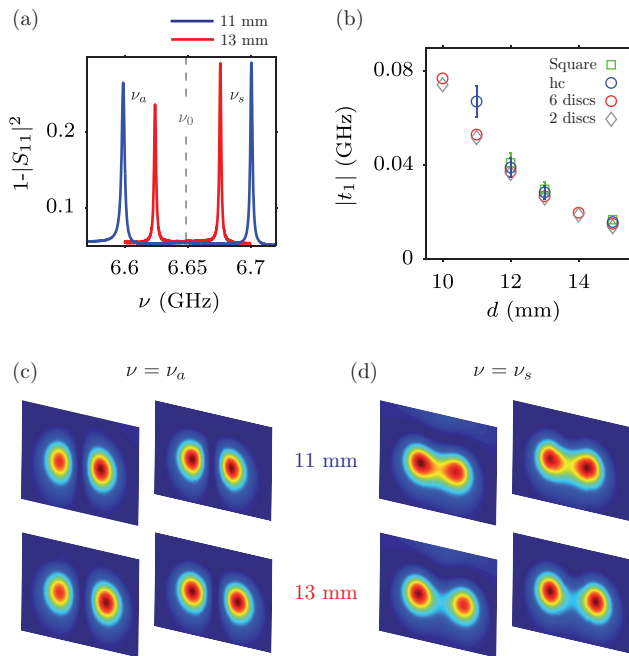 (a)
11 mm
13 mm
1-|S₁₁|²
0.2
0.1
νₐ
ν₀
νₛ
6.6
6.65
6.7
ν (GHz)
(b)
|t₁| (GHz)
0.08
0.04
0
Square
hc
6 discs
2 discs
10
12
14
d (mm)
(c)
ν = νₐ
(d)
ν = νₛ
11 mm
13 mm